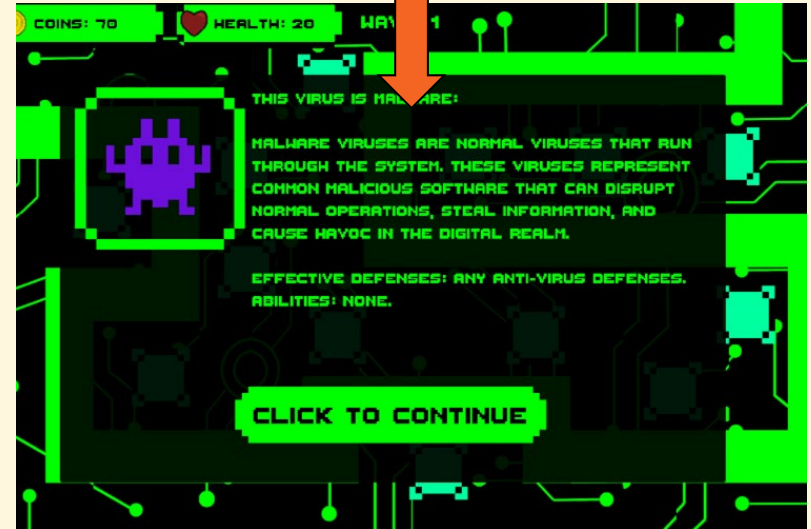 COINS: 70
HEALTH: 20
1
THIS VIRUS IS
MALWARE VIRUSES ARE NORMAL VIRUSES THAT RUN
THROUGH THE SYSTEM. THESE VIRUSES REPRESENT
COMMON MALICIOUS SOFTWARE THAT CAN DISRUPT
NORMAL OPERATIONS, STEAL INFORMATION, AND
CAUSE HAVOC IN THE DIGITAL REALM.
EFFECTIVE DEFENSES: ANY ANTI-VIRUS DEFENSES.
ABILITIES: NONE.
CLICK TO CONTINUE